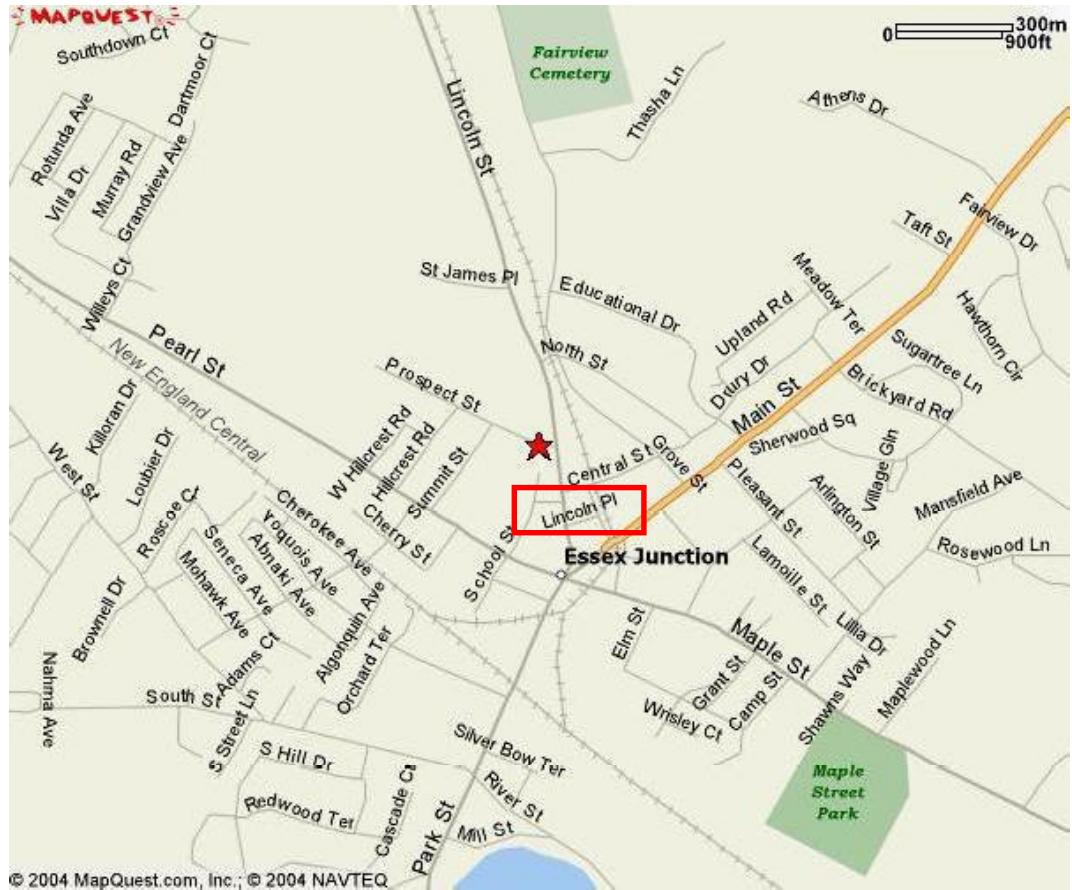 MAPQUEST
0 300m
900ft
Southdown Ct
Dartmoor Ct
Rotunda Ave
Villa Dr
Murray Rd
Grandview Ave
Lincoln St
Fairview
Cemetery
Thasha Ln
Athens Dr
Fairview Dr
Taft St
Willeys Ct
Pearl St
St James Pl
Educational Dr
Meadow Ter
Upland Rd
Hawthorn Cir
Sugartree Ln
North St
New England Central
Prospect St
Drury Dr
Main St
Brickyard Rd
Killoran Dr
W Hillcrest Rd
Hillcrest Rd
Summit St
Sherwood Sq
Village Gln
Central St
Grove St
Pleasant St
West St
Loubier Dr
Roscoe Ct
Cherokee Ave
Cherry St
Lincoln Pl
Arlington St
Mansfield Ave
Rosewood Ln
School St
Essex Junction
Yoquois Ave
Abnaki Ave
Seneca Ave
Mohawk Ave
Lamoille St
Lillia Dr
Brownell Dr
Algonquin Ave
Orchard Ter
Adams Ct
Elm St
Maple St
Nahma Ave
South St
S Street Ln
Grant St
Camp St
Wrisley Ct
Shawns Way
Maplewood Ln
S Hill Dr
Silver Bow Ter
River St
Redwood Ter
Cascade Ct
Park St
Mill St
Maple
Street
Park
© 2004 MapQuest.com, Inc.; © 2004 NAVTEQ